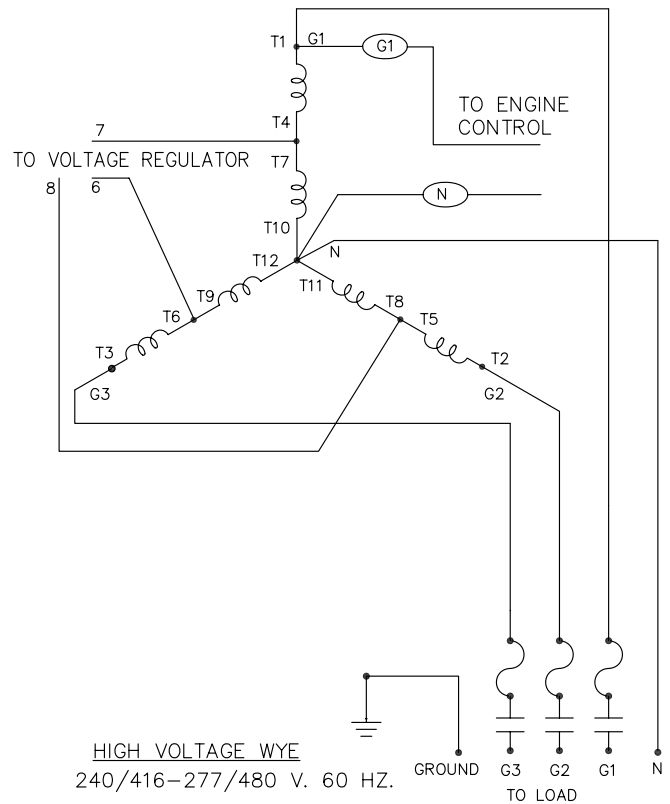 T1 G1
G1
TO ENGINE
CONTROL
T4
7
TO VOLTAGE REGULATOR
T7
8
6
N
T10
N
T12
T11
T9
T8
T6
T5
T3
T2
G3
G2
HIGH VOLTAGE WYE
240/416-277/480 V. 60 HZ.
GROUND
G3
G2
G1
N
TO LOAD